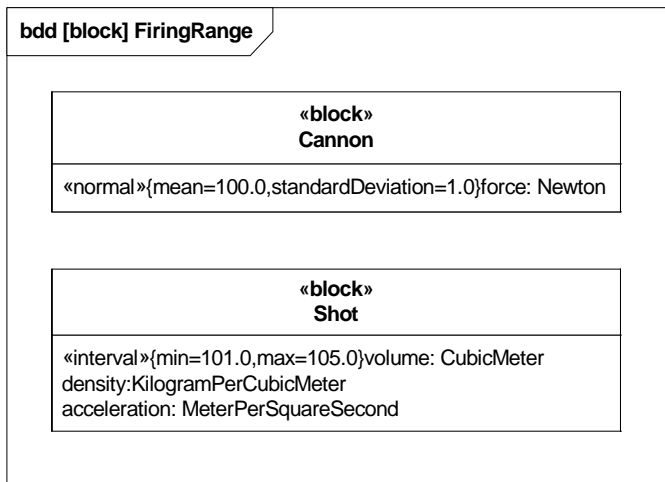 bdd [block] FiringRange
«block»
Cannon
«normal»{mean=100.0,standardDeviation=1.0}force: Newton
«block»
Shot
«interval»{min=101.0,max=105.0}volume: CubicMeter
density:KilogramPerCubicMeter
acceleration: MeterPerSquareSecond